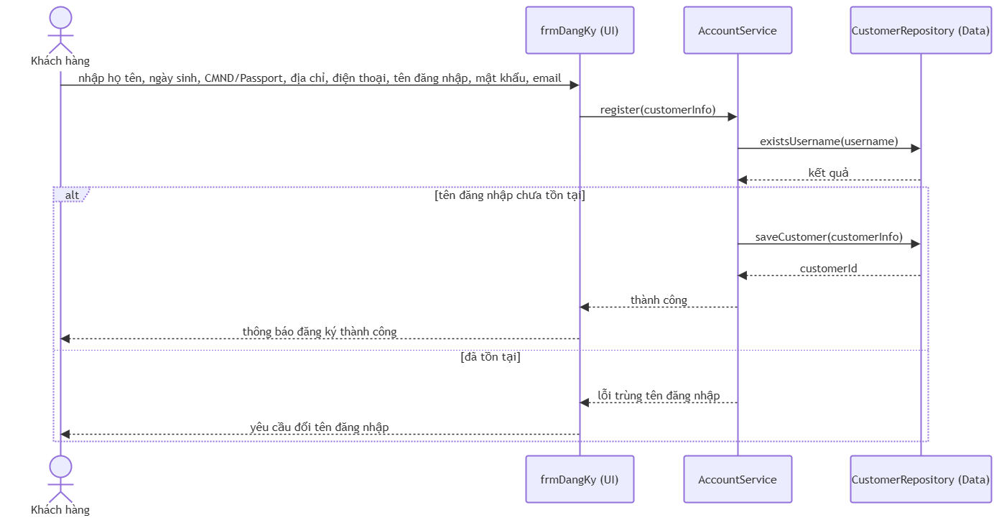 Khách hàng
frmDangKy (UI)
AccountService
CustomerRepository (Data)
nhập họ tên, ngày sinh, CMND/Passport, địa chỉ, điện thoại, tên đăng nhập, mật khẩu, email
register(customerInfo)
existsUsername(username)
kết quả
alt
[tên đăng nhập chưa tồn tại]
saveCustomer(customerInfo)
customerId
thành công
thông báo đăng ký thành công
[đã tồn tại]
lỗi trùng tên đăng nhập
yêu cầu đổi tên đăng nhập
Khách hàng
frmDangKy (UI)
AccountService
CustomerRepository (Data)